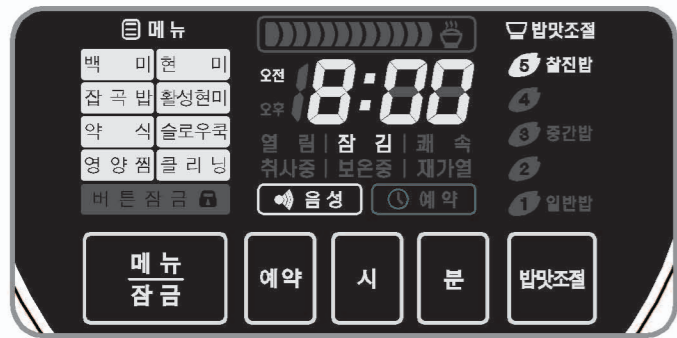 메뉴
백미 현미
잡곡밥 활성현미
약식 슬로우쿡
영양찜 클리닝
버튼잠금
오전 8:00
오후
열림 | 잠김 | 쾌속
취사중 | 보온중 | 재가열
음성 예약
밥맛조절
5 찰진밥
4
3 중간밥
2
1 일반밥
메뉴
잠금
예약
시
분
밥맛조절